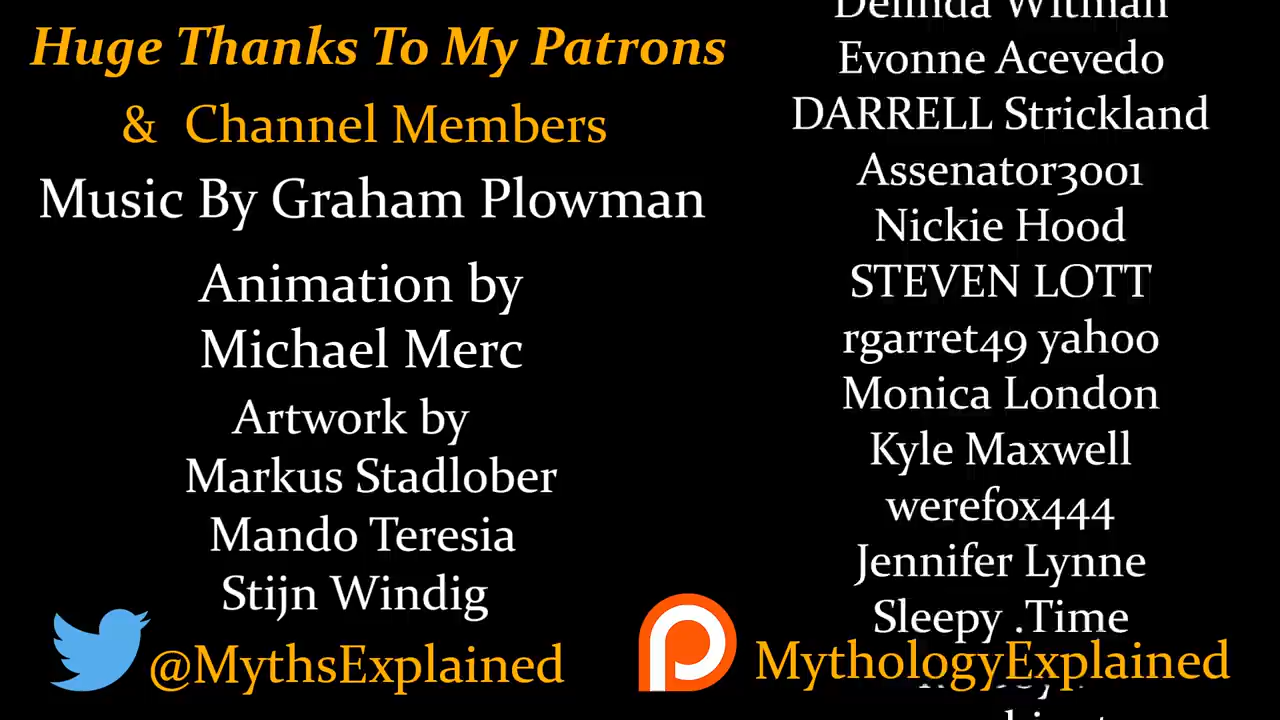 Huge Thanks To My Patrons
& Channel Members
Music By Graham Plowman
Animation by
Michael Merc
Artwork by
Markus Stadlober
Mando Teresia
Stijn Windig
@MythsExplained
Delinda Witman
Evonne Acevedo
DARRELL Strickland
Assenator3001
Nickie Hood
STEVEN LOTT
rgarret49 yahoo
Monica London
Kyle Maxwell
werefox444
Jennifer Lynne
Sleepy .Time
MythologyExplained